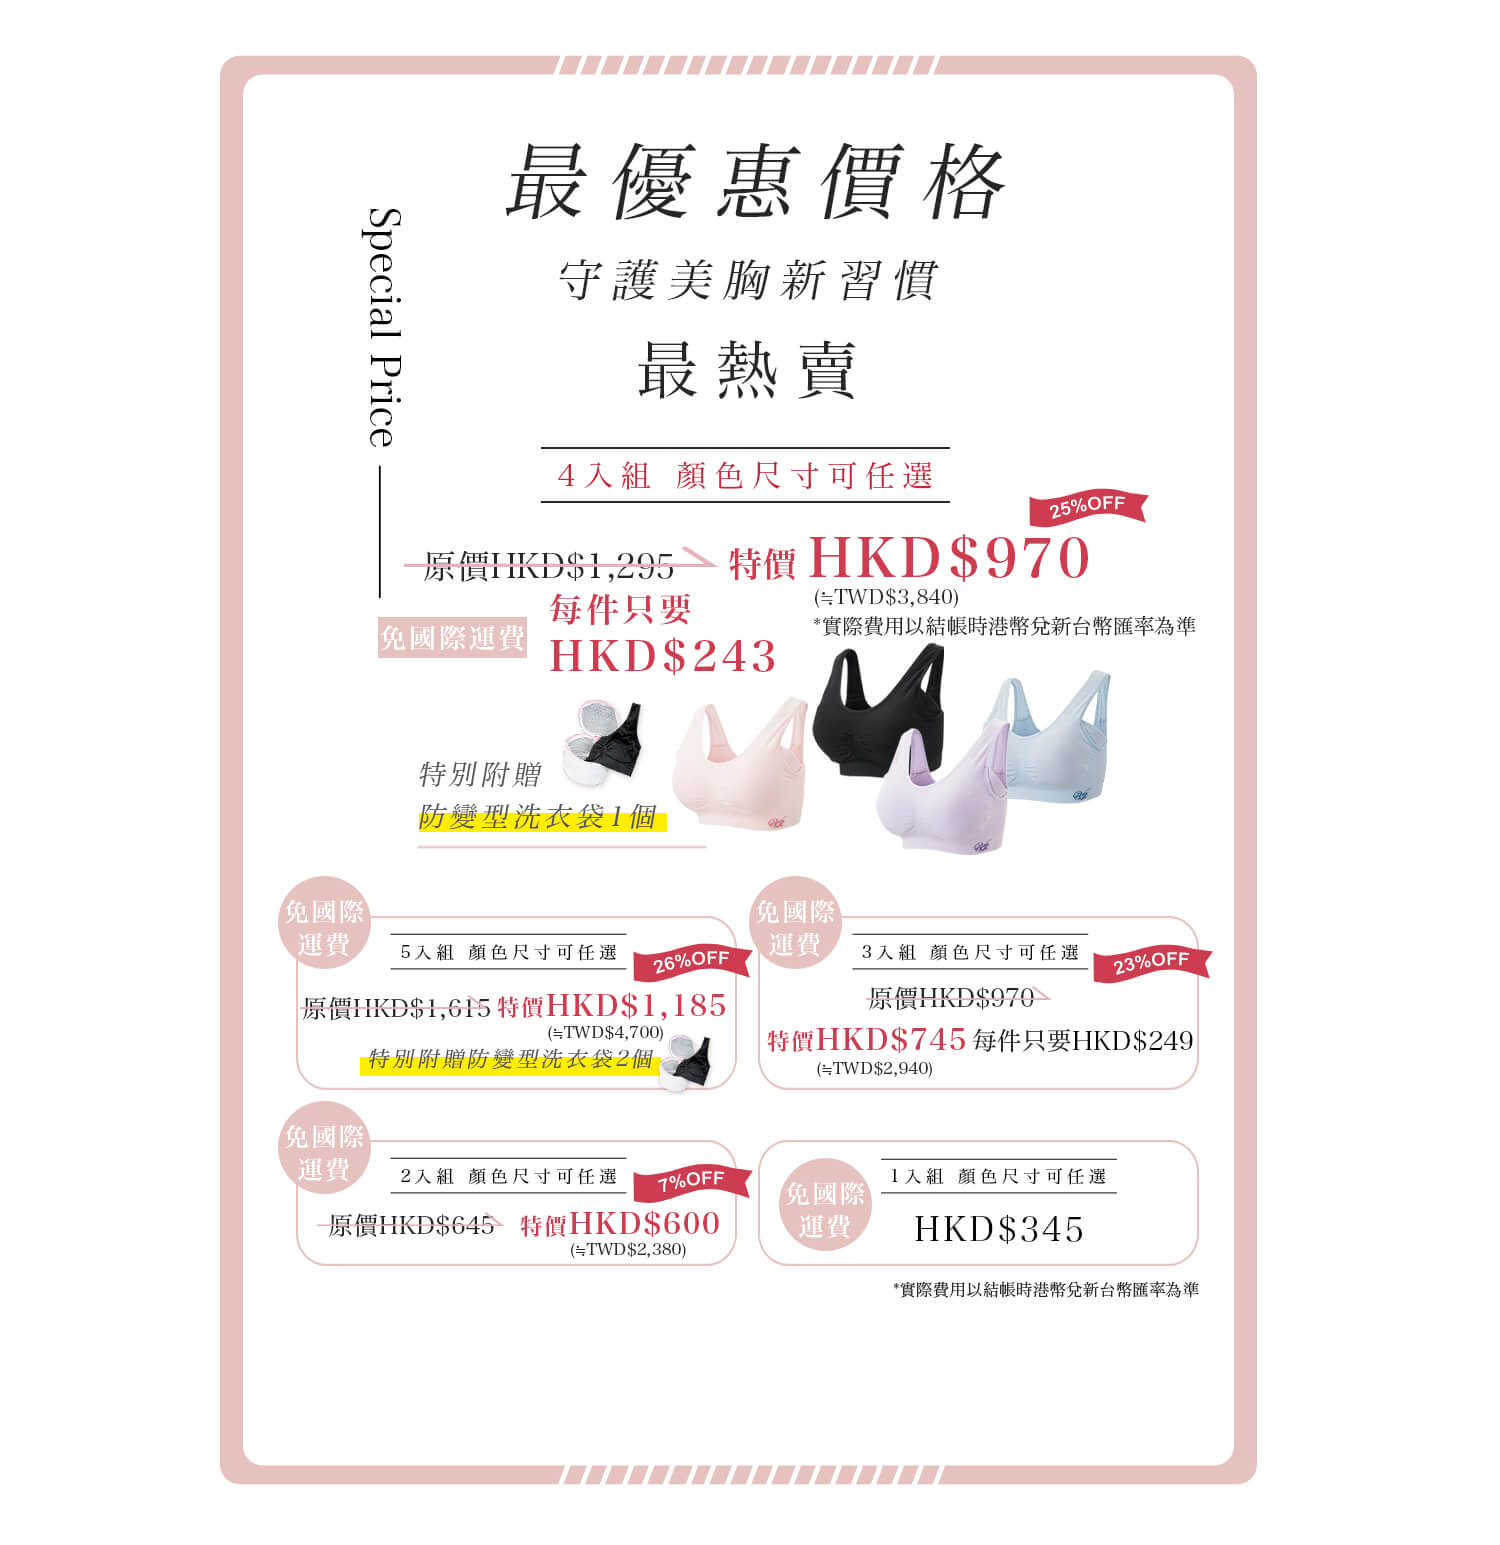 最優惠價格
守護美胸新習慣
最熱賣
Special Price
4入組 顏色尺寸可任選
25%OFF
原價HKD$1,295 特價HKD$970
(≒TWD$3,840)
*實際費用以結帳時港幣兌新台幣匯率為準
免國際運費
每件只要
HKD$243
特別附贈
防變型洗衣袋1個
免國際
運費
5入組 顏色尺寸可任選
26%OFF
原價HKD$1,615 特價HKD$1,185
(≒TWD$4,700)
特別附贈防變型洗衣袋2個
免國際
運費
3入組 顏色尺寸可任選
23%OFF
原價HKD$970
特價HKD$745 每件只要HKD$249
(≒TWD$2,940)
免國際
運費
2入組 顏色尺寸可任選
7%OFF
原價HKD$645 特價HKD$600
(≒TWD$2,380)
免國際
運費
1入組 顏色尺寸可任選
HKD$345
*實際費用以結帳時港幣兌新台幣匯率為準